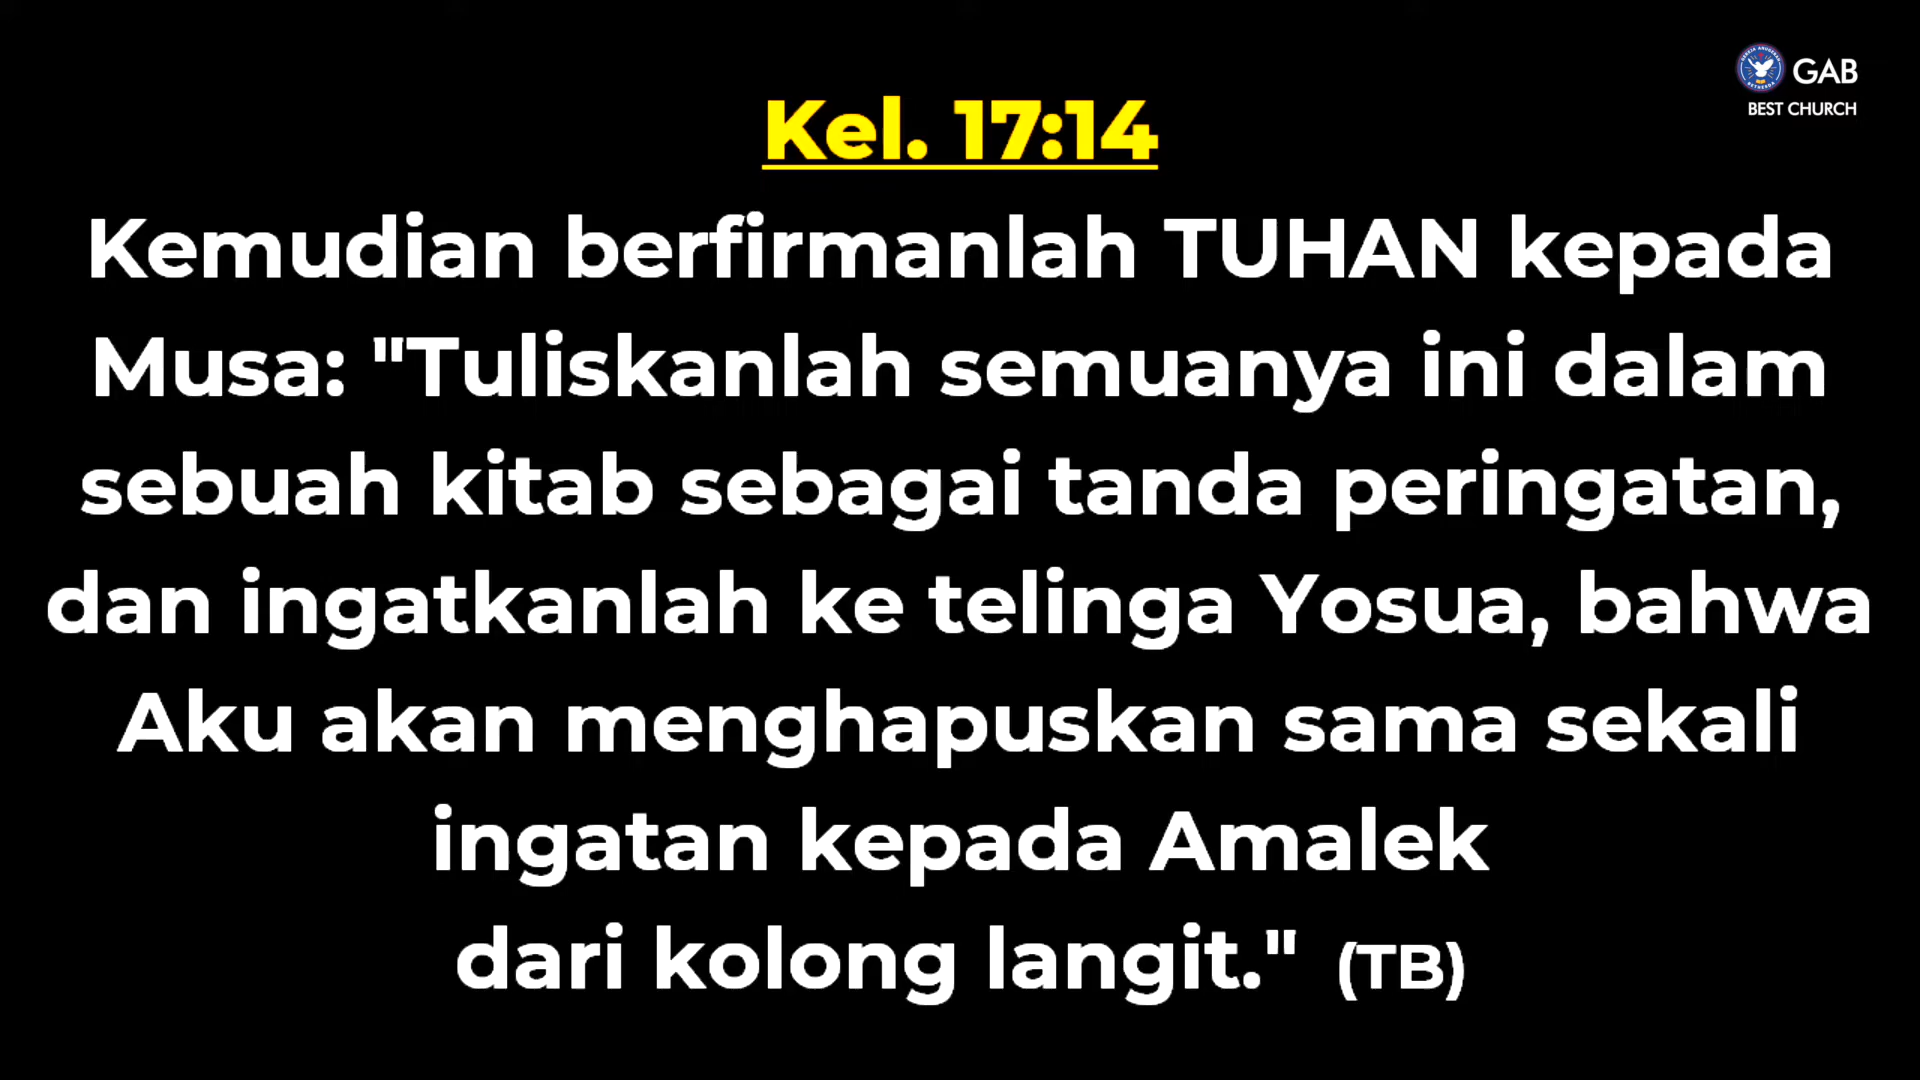 GAB
BEST CHURCH
Kel. 17:14
Kemudian berfirmanlah TUHAN kepada
Musa: "Tuliskanlah semuanya ini dalam
sebuah kitab sebagai tanda peringatan,
dan ingatkanlah ke telinga Yosua, bahwa
Aku akan menghapuskan sama sekali
ingatan kepada Amalek
dari kolong langit." (TB)